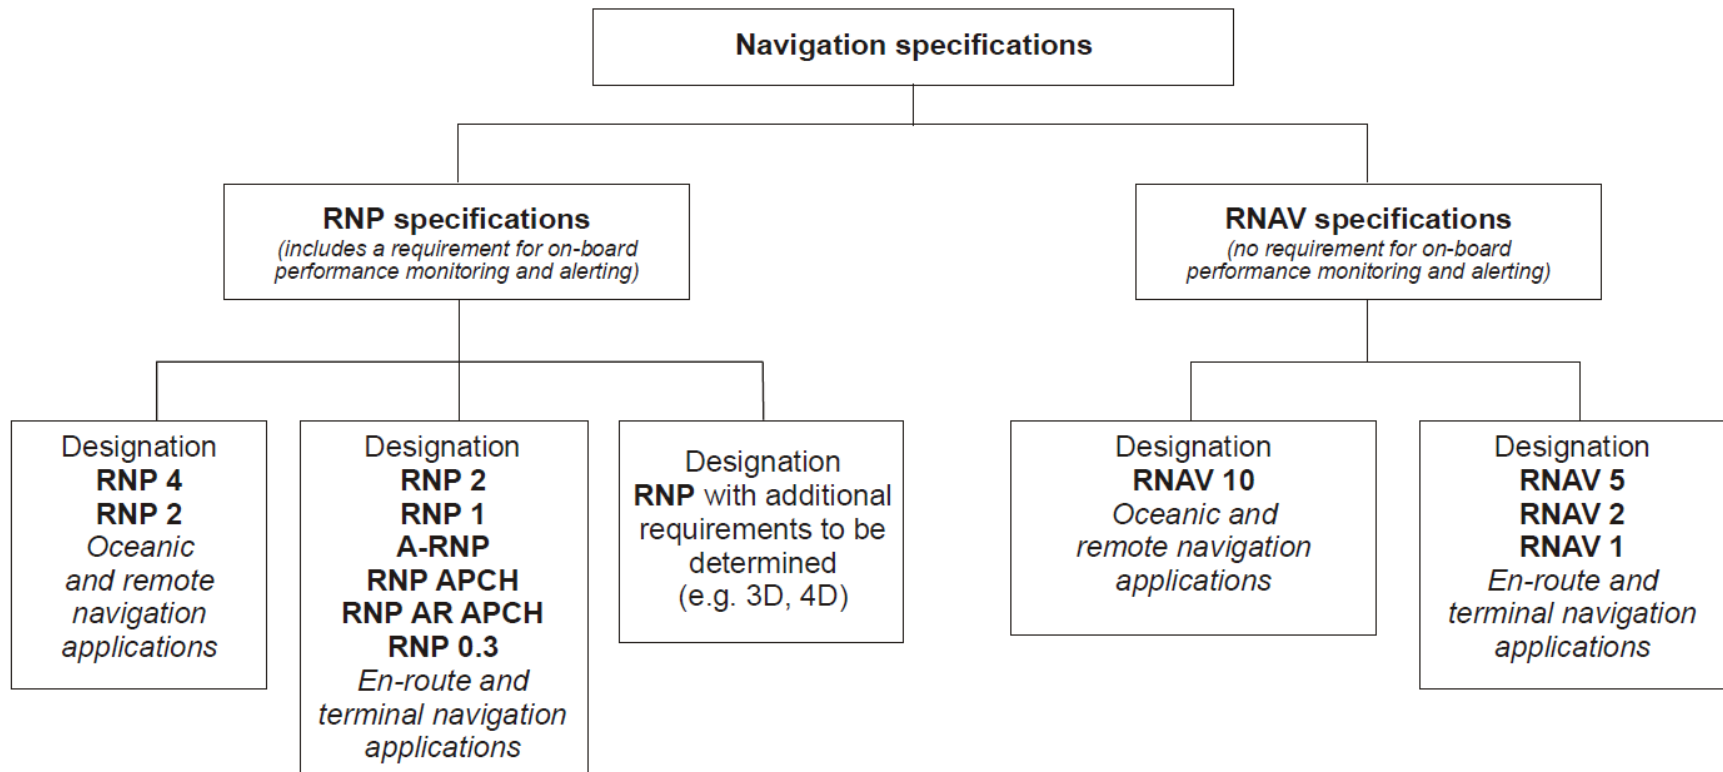 Navigation specifications
RNP specifications
(includes a requirement for on-board
performance monitoring and alerting)
RNAV specifications
(no requirement for on-board
performance monitoring and alerting)
Designation
RNP 4
RNP 2
Oceanic
and remote
navigation
applications
Designation
RNP 2
RNP 1
A-RNP
RNP APCH
RNP AR APCH
RNP 0.3
En-route and
terminal navigation
applications
Designation
RNP with additional
requirements to be
determined
(e.g. 3D, 4D)
Designation
RNAV 10
Oceanic and
remote navigation
applications
Designation
RNAV 5
RNAV 2
RNAV 1
En-route and
terminal navigation
applications